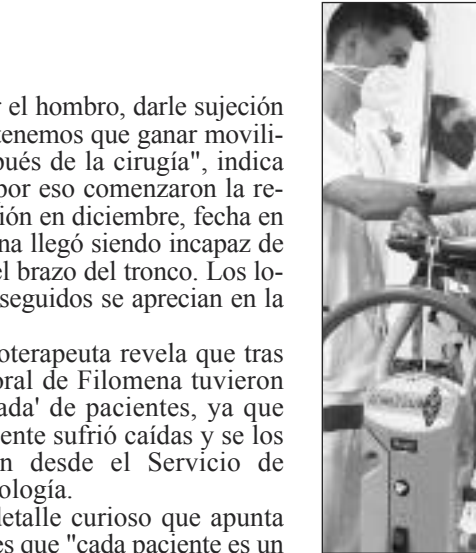 el hombro, darle sujeción
tenemos que ganar movili-
pués de la cirugía", indica
por eso comenzaron la re-
ción en diciembre, fecha en
na llegó siendo incapaz de
el brazo del tronco. Los lo-
seguidos se aprecian en la
oterapeuta revela que tras
oral de Filomena tuvieron
ada' de pacientes, ya que
ente sufrió caídas y se los
n desde el Servicio de
ología.
detalle curioso que apunta
es que "cada paciente es un